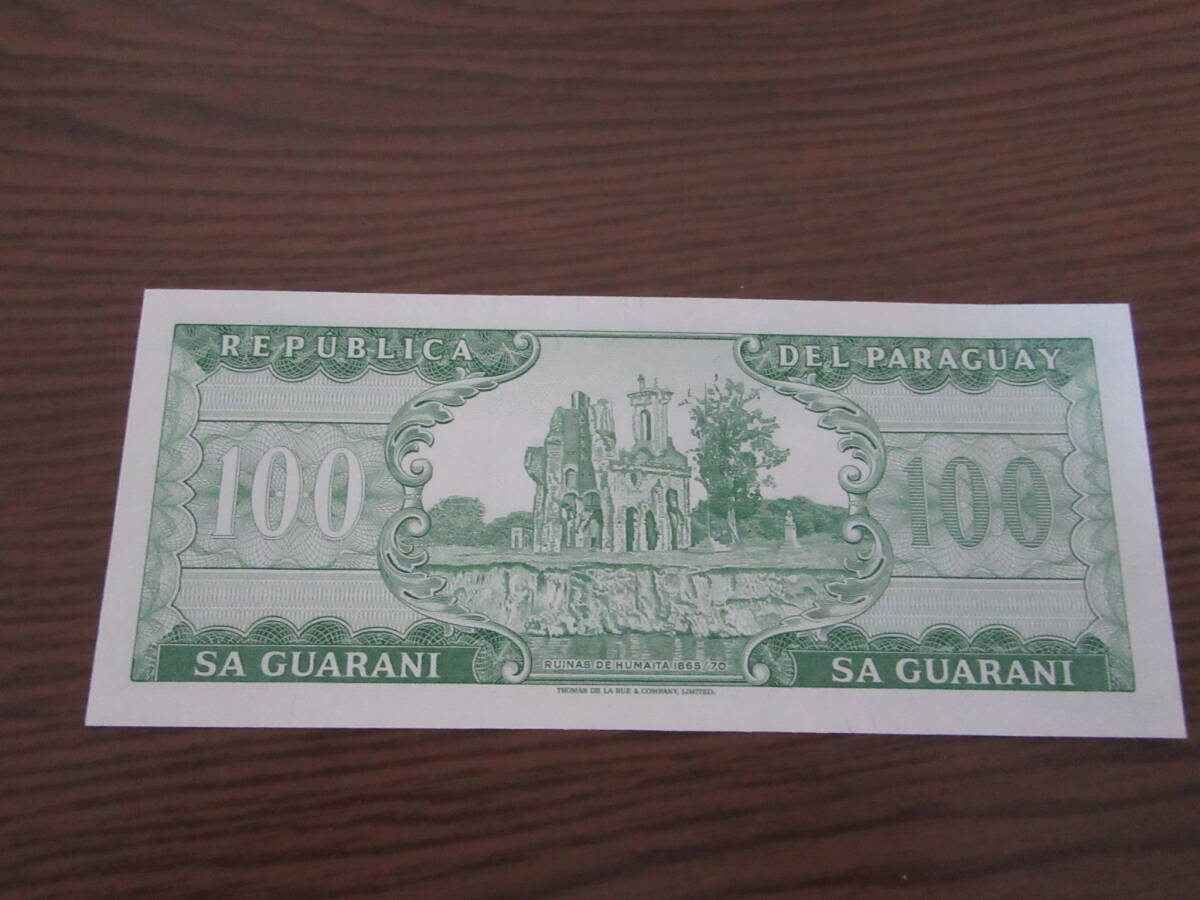 REPÚBLICA DEL PARAGUAY
100 100
SA GUARANI SA GUARANI
RUINAS DE HUMAITA 1865/70
THOMAS DE LA RUE & COMPANY, LIMITED.